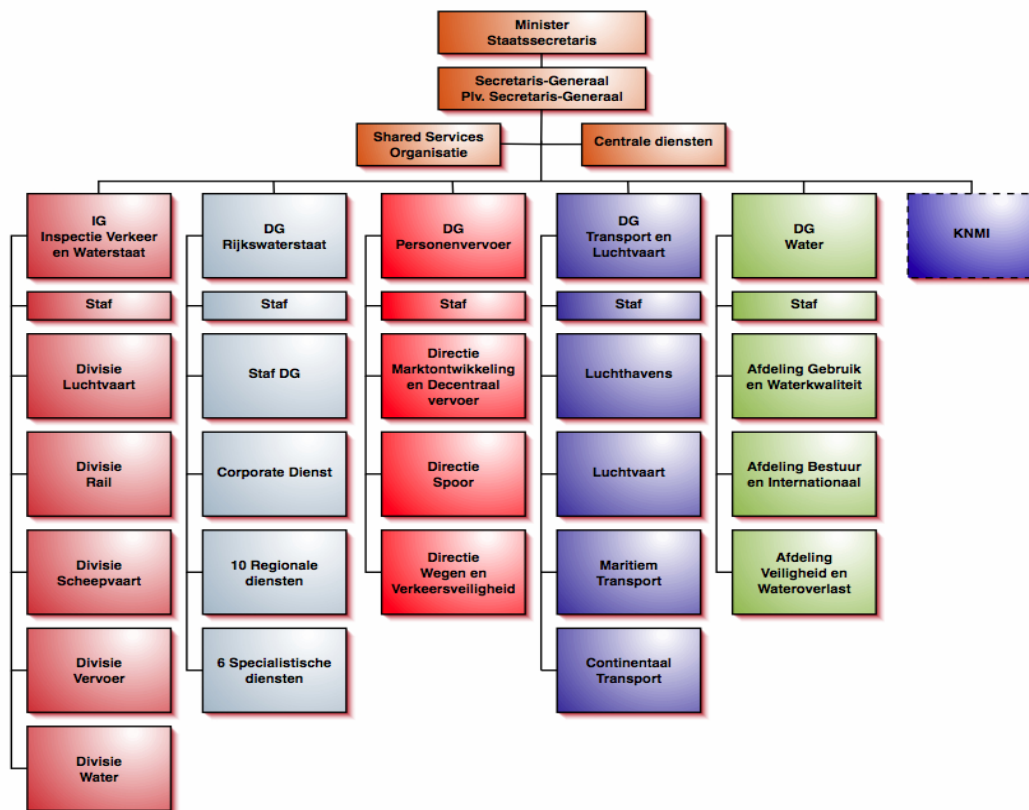 Minister
Staatssecretaris
Secretaris-Generaal
Plv. Secretaris-Generaal
Shared Services
Organisatie
Centrale diensten
IG
Inspectie Verkeer
en Waterstaat
Staf
Divisie
Luchtvaart
Divisie
Rail
Divisie
Scheepvaart
Divisie
Vervoer
Divisie
Water
DG
Rijkswaterstaat
Staf
Staf DG
Corporate Dienst
10 Regionale
diensten
6 Specialistische
diensten
DG
Personenvervoer
Staf
Directie
Marktontwikkeling
en Decentraal
vervoer
Directie
Spoor
Directie
Wegen en
Verkeersveiligheid
DG
Transport en
Luchtvaart
Staf
Luchthavens
Luchtvaart
Maritiem
Transport
Continentaal
Transport
DG
Water
Staf
Afdeling Gebruik
en Waterkwaliteit
Afdeling Bestuur
en Internationaal
Afdeling
Veiligheid en
Wateroverlast
KNMI